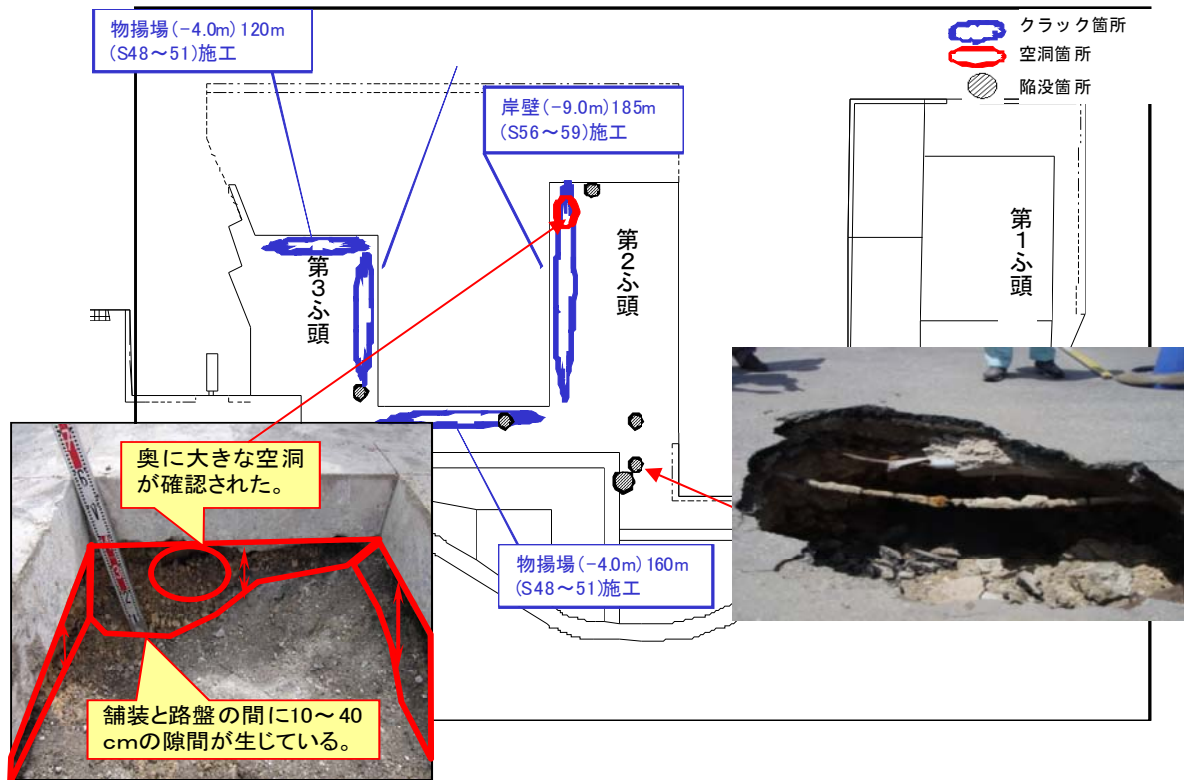 物揚場(-4.0m)120m
(S48～51)施工
クラック箇所
空洞箇所
陥没箇所
岸壁(-9.0m)185m
(S56～59)施工
第3ふ頭
第2ふ頭
第1ふ頭
奥に大きな空洞
が確認された。
物揚場(-4.0m)160m
(S48～51)施工
舗装と路盤の間に10～40
cmの隙間が生じている。